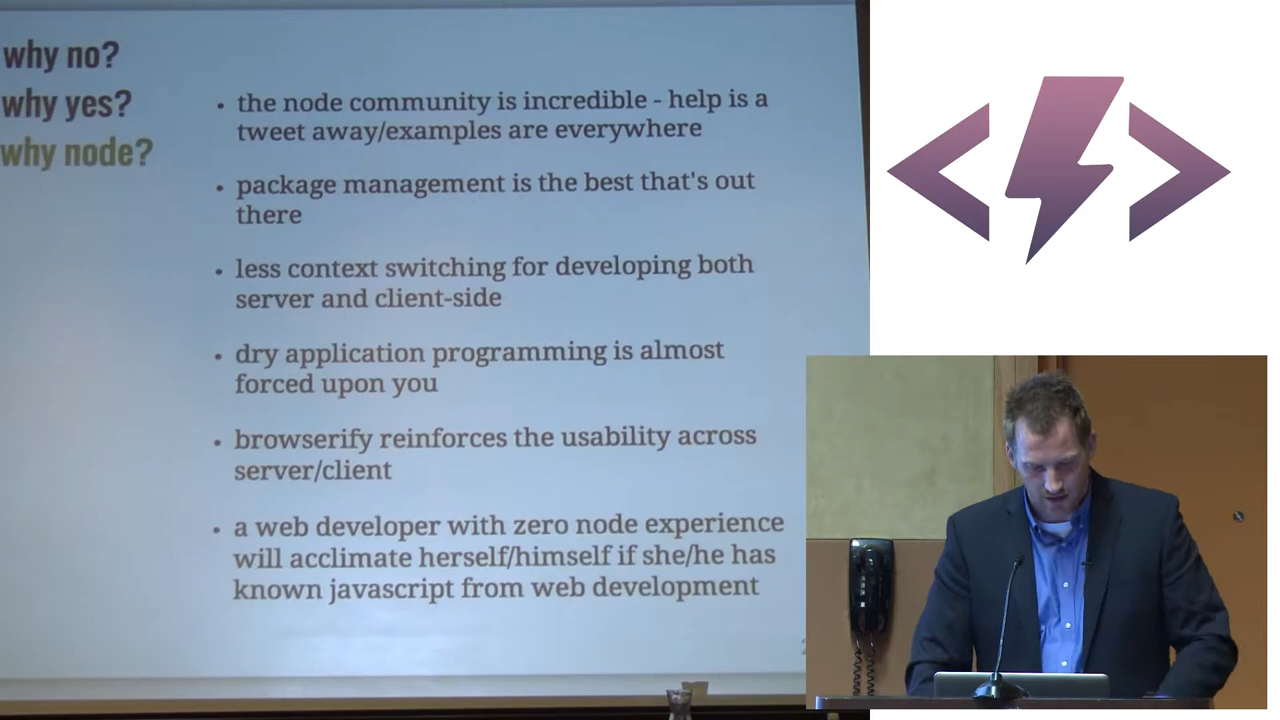 why no?
why yes?
why node?
• the node community is incredible - help is a
tweet away/examples are everywhere
• package management is the best that's out
there
• less context switching for developing both
server and client-side
• dry application programming is almost
forced upon you
• browserify reinforces the usability across
server/client
• a web developer with zero node experience
will acclimate herself/himself if she/he has
known javascript from web development